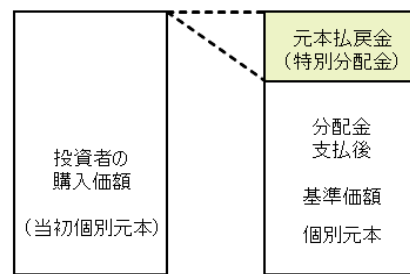 投資者の
購入価額
(当初個別元本)
元本払戻金
(特別分配金)
分配金
支払後
基準価額
個別元本